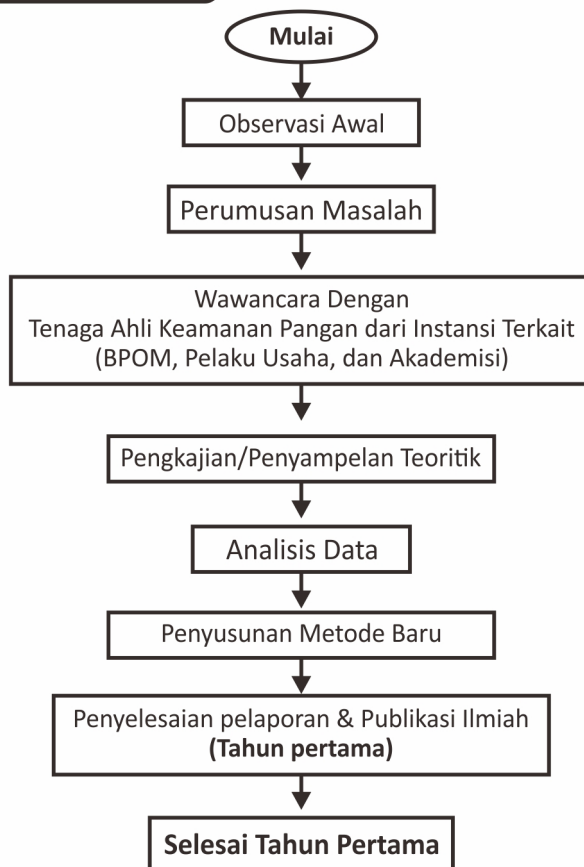 Mulai
Observasi Awal
Perumusan Masalah
Wawancara Dengan
Tenaga Ahli Keamanan Pangan dari Instansi Terkait
(BPOM, Pelaku Usaha, dan Akademisi)
Pengkajian/Penyampelan Teoritik
Analisis Data
Penyusunan Metode Baru
Penyelesaian pelaporan & Publikasi Ilmiah
(Tahun pertama)
Selesai Tahun Pertama